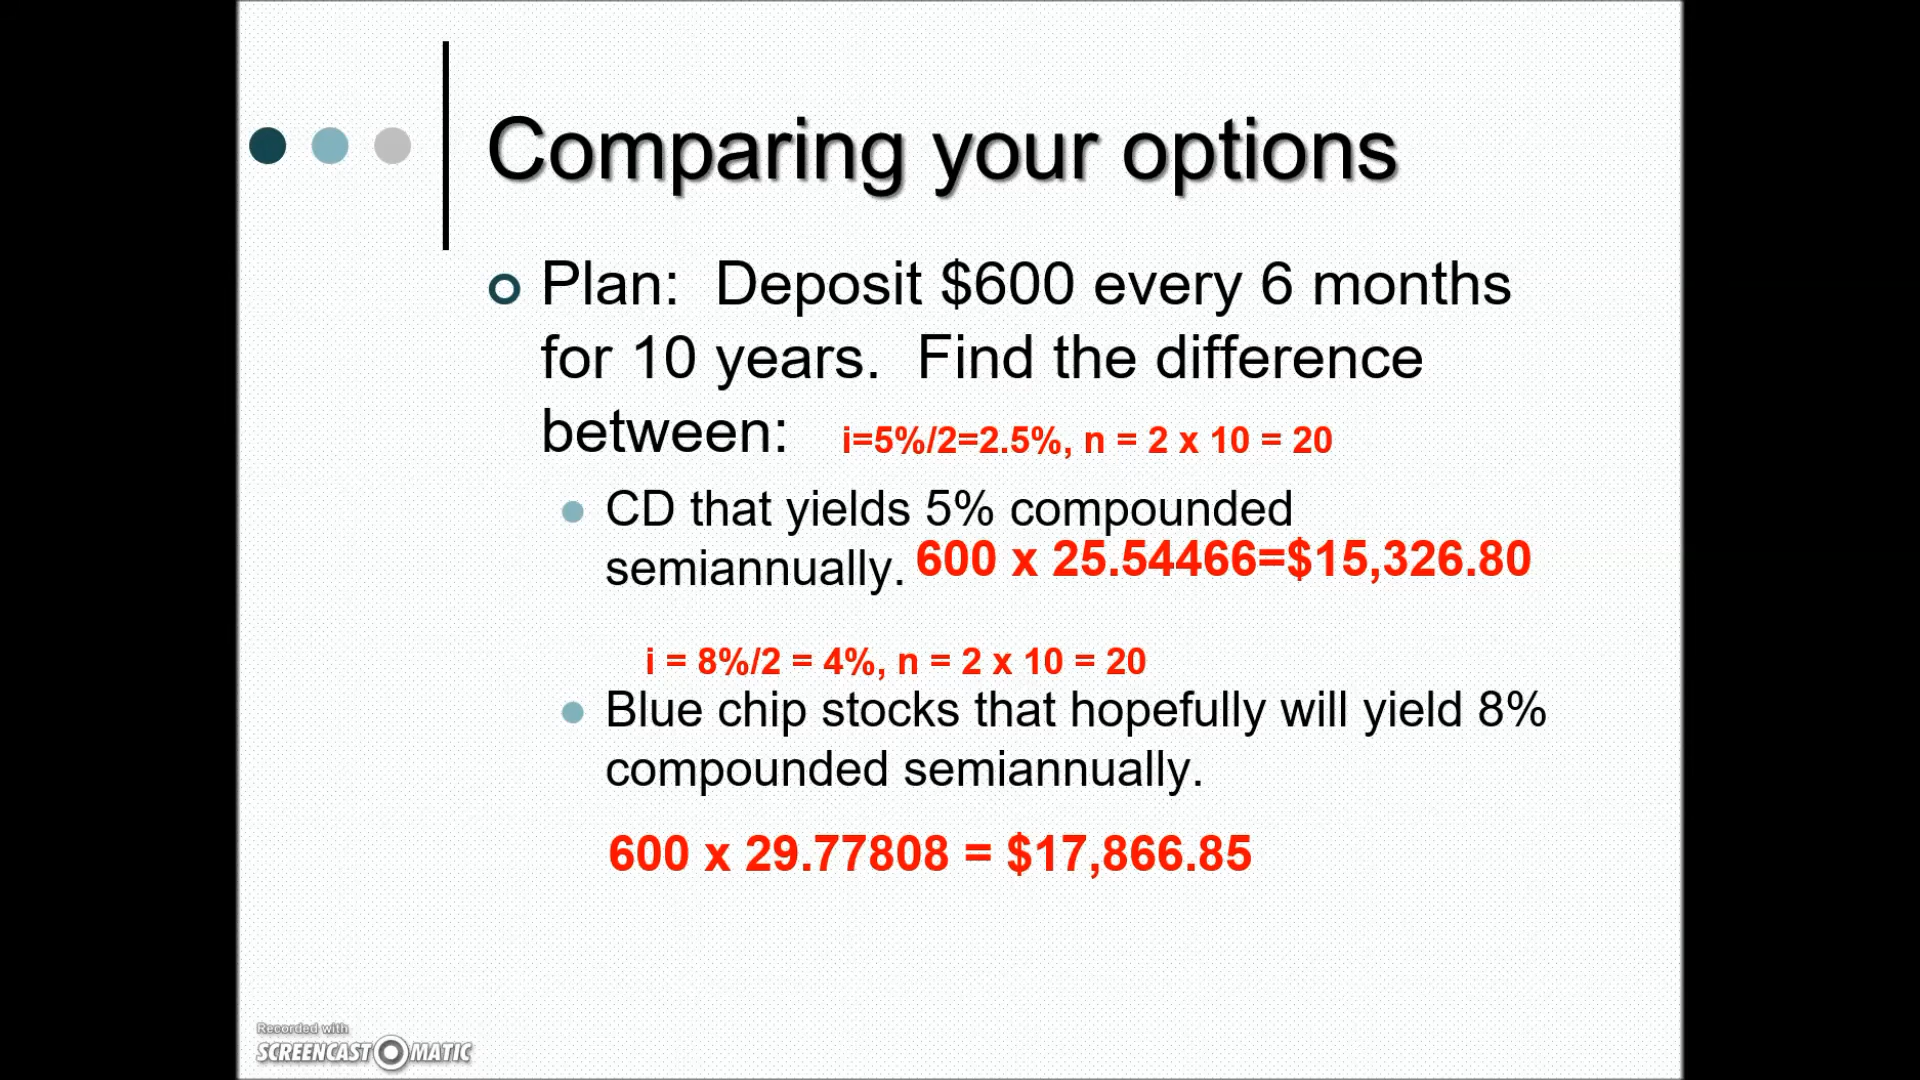 Comparing your options
Plan:  Deposit $600 every 6 months
for 10 years.  Find the difference
between:
i=5%/2=2.5%, n = 2 x 10 = 20
CD that yields 5% compounded
semiannually.
600 x 25.54466=$15,326.80
i = 8%/2 = 4%, n = 2 x 10 = 20
Blue chip stocks that hopefully will yield 8%
compounded semiannually.
600 x 29.77808 = $17,866.85
Recorded with
SCREENCAST O MATIC